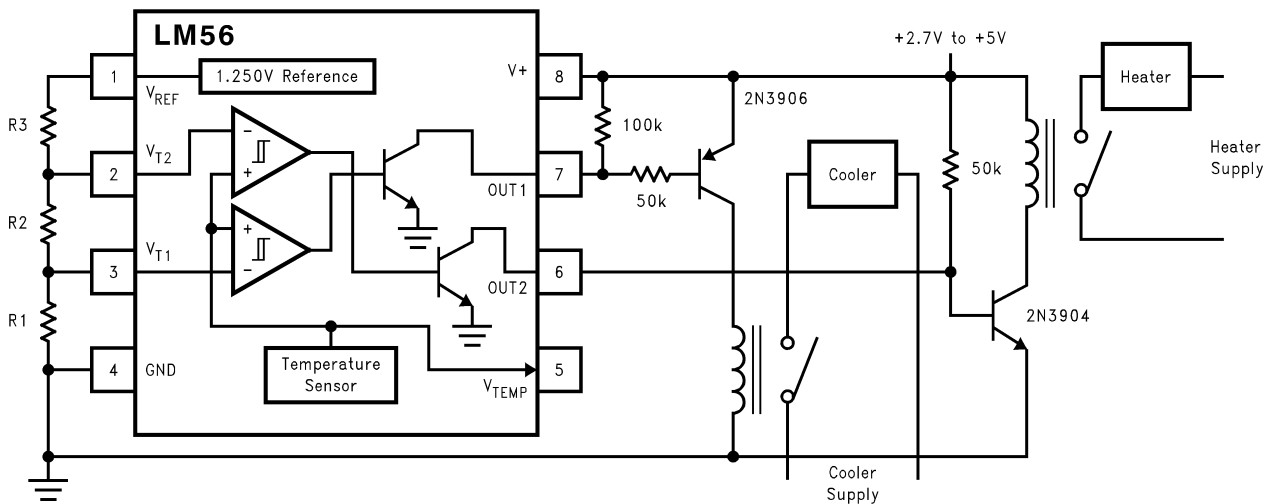 LM56
1
1.250V Reference
V+
8
+2.7V to +5V
Heater
VREF
2N3906
R3
100k
VT2
2
7
Heater
Supply
OUT1
50k
Cooler
50k
R2
VT1
3
6
OUT2
2N3904
R1
4
GND
Temperature
Sensor
5
VTEMP
Cooler
Supply